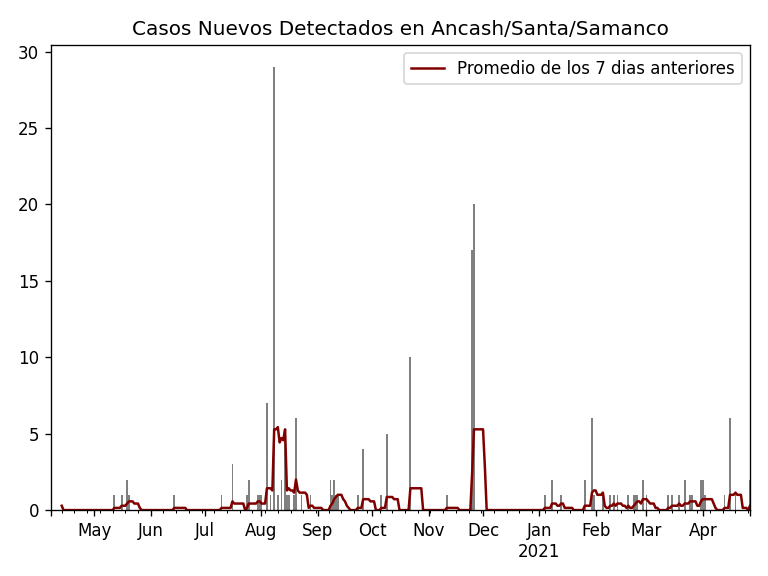 Casos Nuevos Detectados en Ancash/Santa/Samanco
Promedio de los 7 dias anteriores
30
25
20
15
10
5
0
May Jun Jul Aug Sep Oct Nov Dec Jan Feb Mar Apr
2021